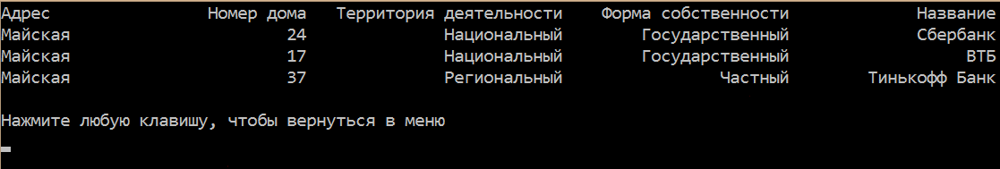 Адрес Номер дома Территория деятельности Форма собственности Название
Майская 24 Национальный Государственный Сбербанк
Майская 17 Национальный Государственный ВТБ
Майская 37 Региональный Частный Тинькофф Банк
Нажмите любую клавишу, чтобы вернуться в меню